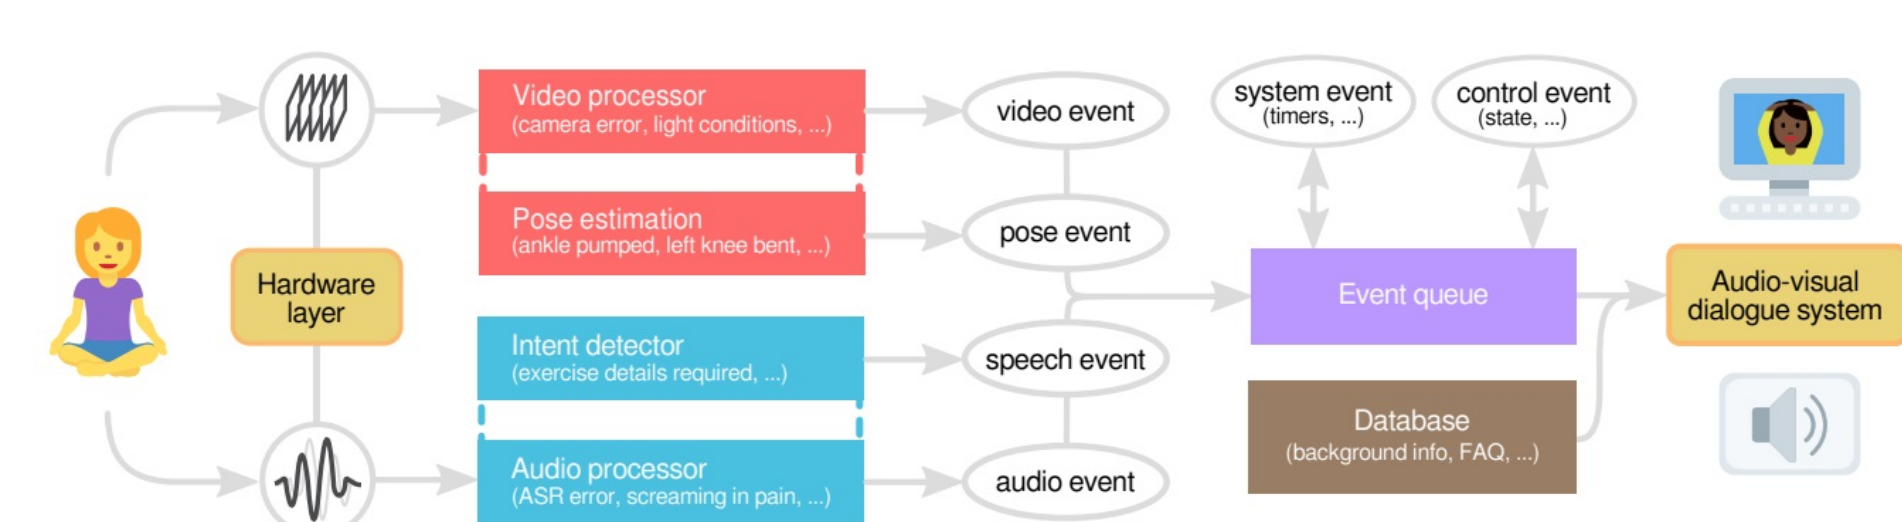 Video processor
(camera error, light conditions, ...)
video event
system event
(timers, ...)
control event
(state, ...)
Pose estimation
(ankle pumped, left knee bent, ...)
pose event
Hardware
layer
Event queue
Audio-visual
dialogue system
Intent detector
(exercise details required, ...)
speech event
Database
(background info, FAQ, ...)
Audio processor
(ASR error, screaming in pain, ...)
audio event